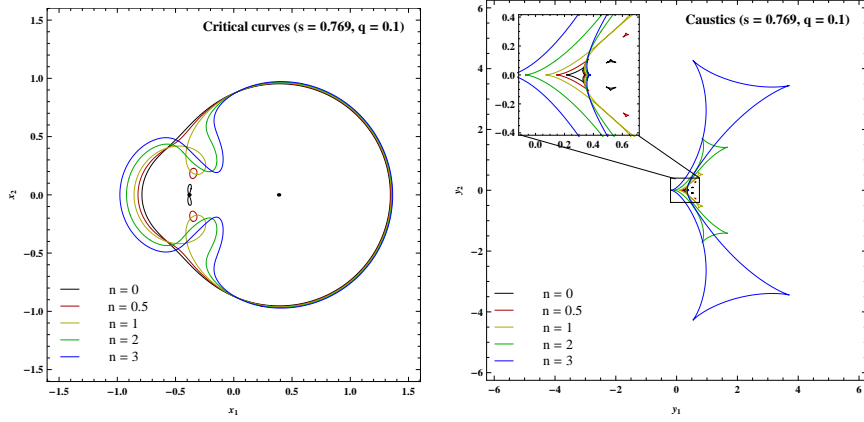 Critical curves (s = 0.769, q = 0.1)
1.5
1.0
0.5
0.0
−0.5
−1.0
−1.5
x2
n = 0
n = 0.5
n = 1
n = 2
n = 3
−1.5 −1.0 −0.5 0.0 0.5 1.0 1.5
x1
Caustics (s = 0.769, q = 0.1)
6
4
2
0
−2
−4
−6
y2
0.4
0.2
0.0
−0.2
−0.4
0.0 0.2 0.4 0.6
n = 0
n = 0.5
n = 1
n = 2
n = 3
−6 −4 −2 0 2 4 6
y1